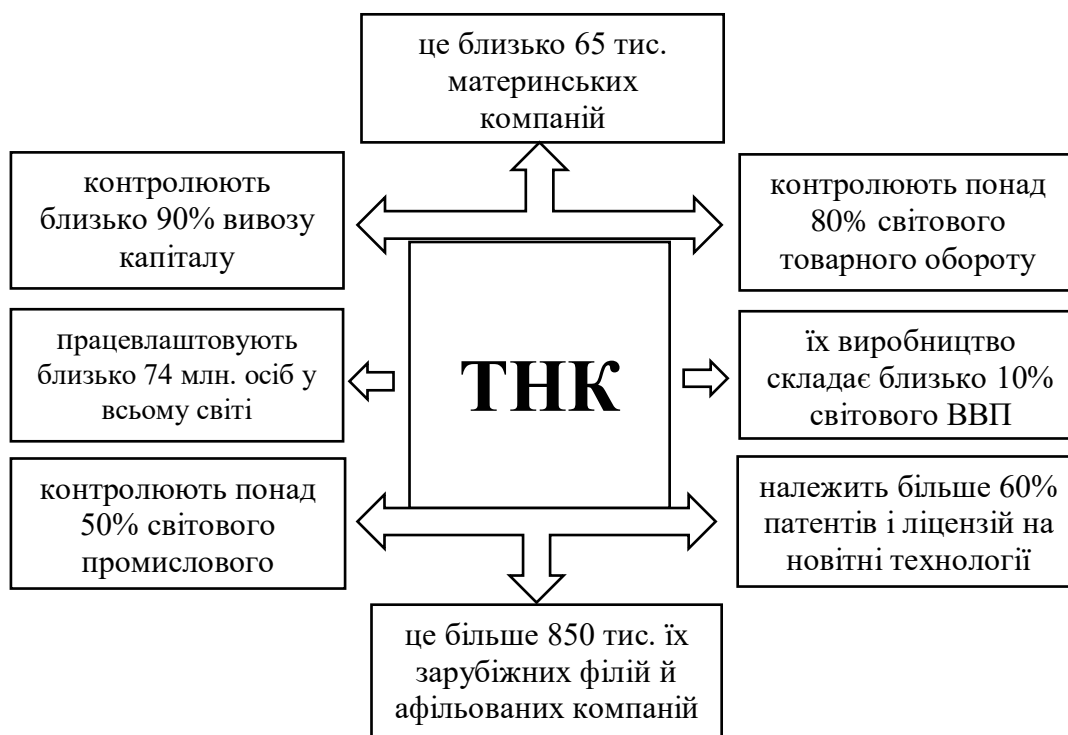 це близько 65 тис.
материнських
компаній
контролюють
близько 90% вивозу
капіталу
контролюють понад
80% світового
товарного обороту
працевлаштовують
близько 74 млн. осіб у
всьому світі
ТНК
їх виробництво
складає близько 10%
світового ВВП
контролюють понад
50% світового
промислового
належить більше 60%
патентів і ліцензій на
новітні технології
це більше 850 тис. їх
зарубіжних філій й
афільованих компаній